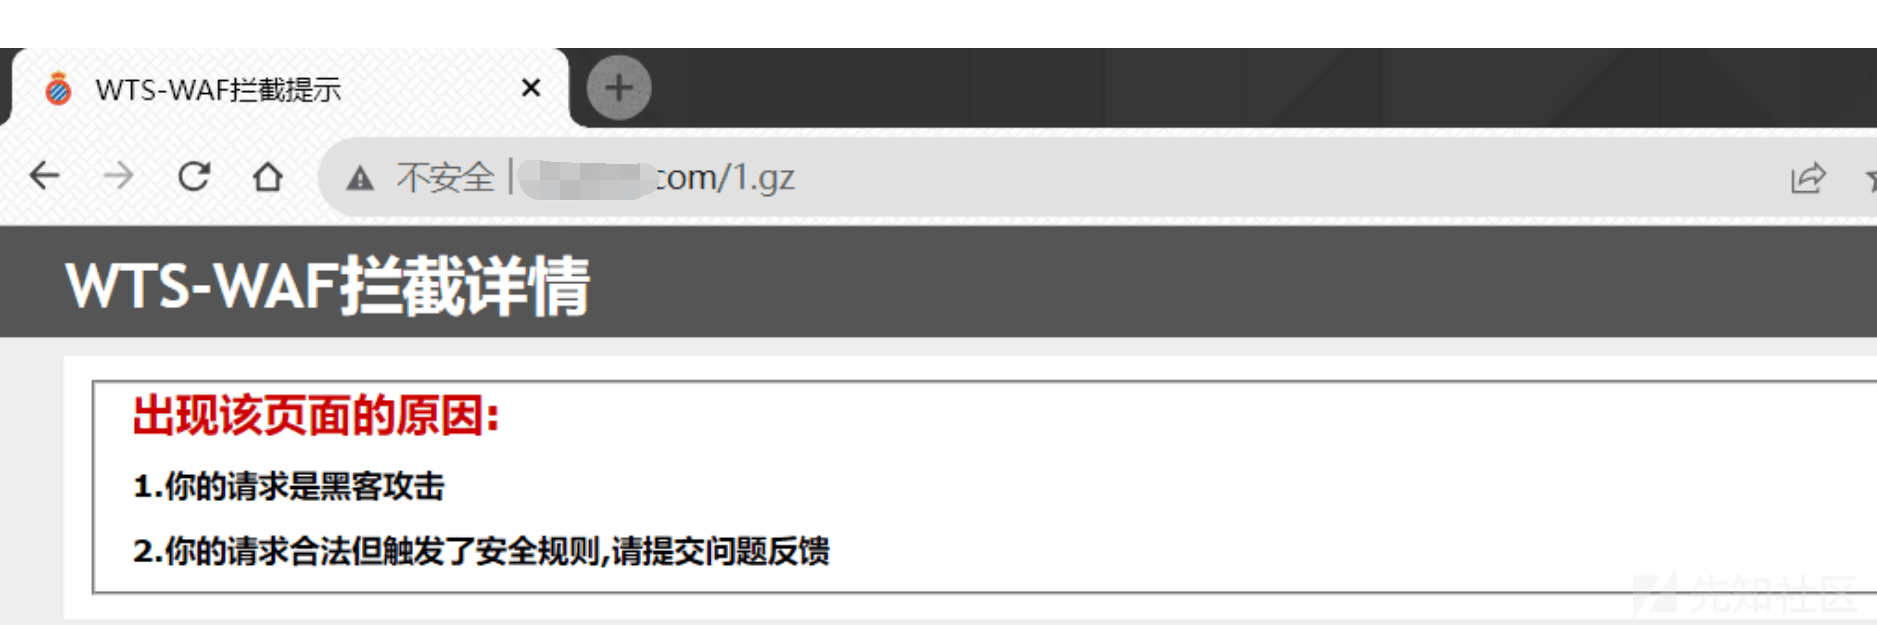 WTS-WAF拦截提示
不安全 | com/1.gz
WTS-WAF拦截详情
出现该页面的原因:
1.你的请求是黑客攻击
2.你的请求合法但触发了安全规则,请提交问题反馈
先知社区